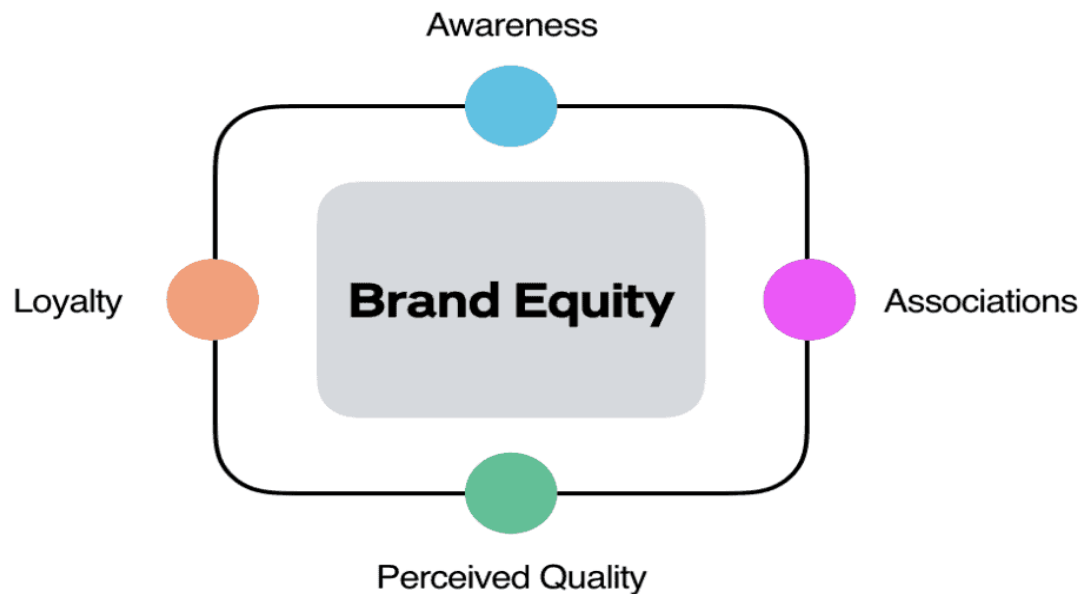 Awareness
Loyalty
Brand Equity
Associations
Perceived Quality